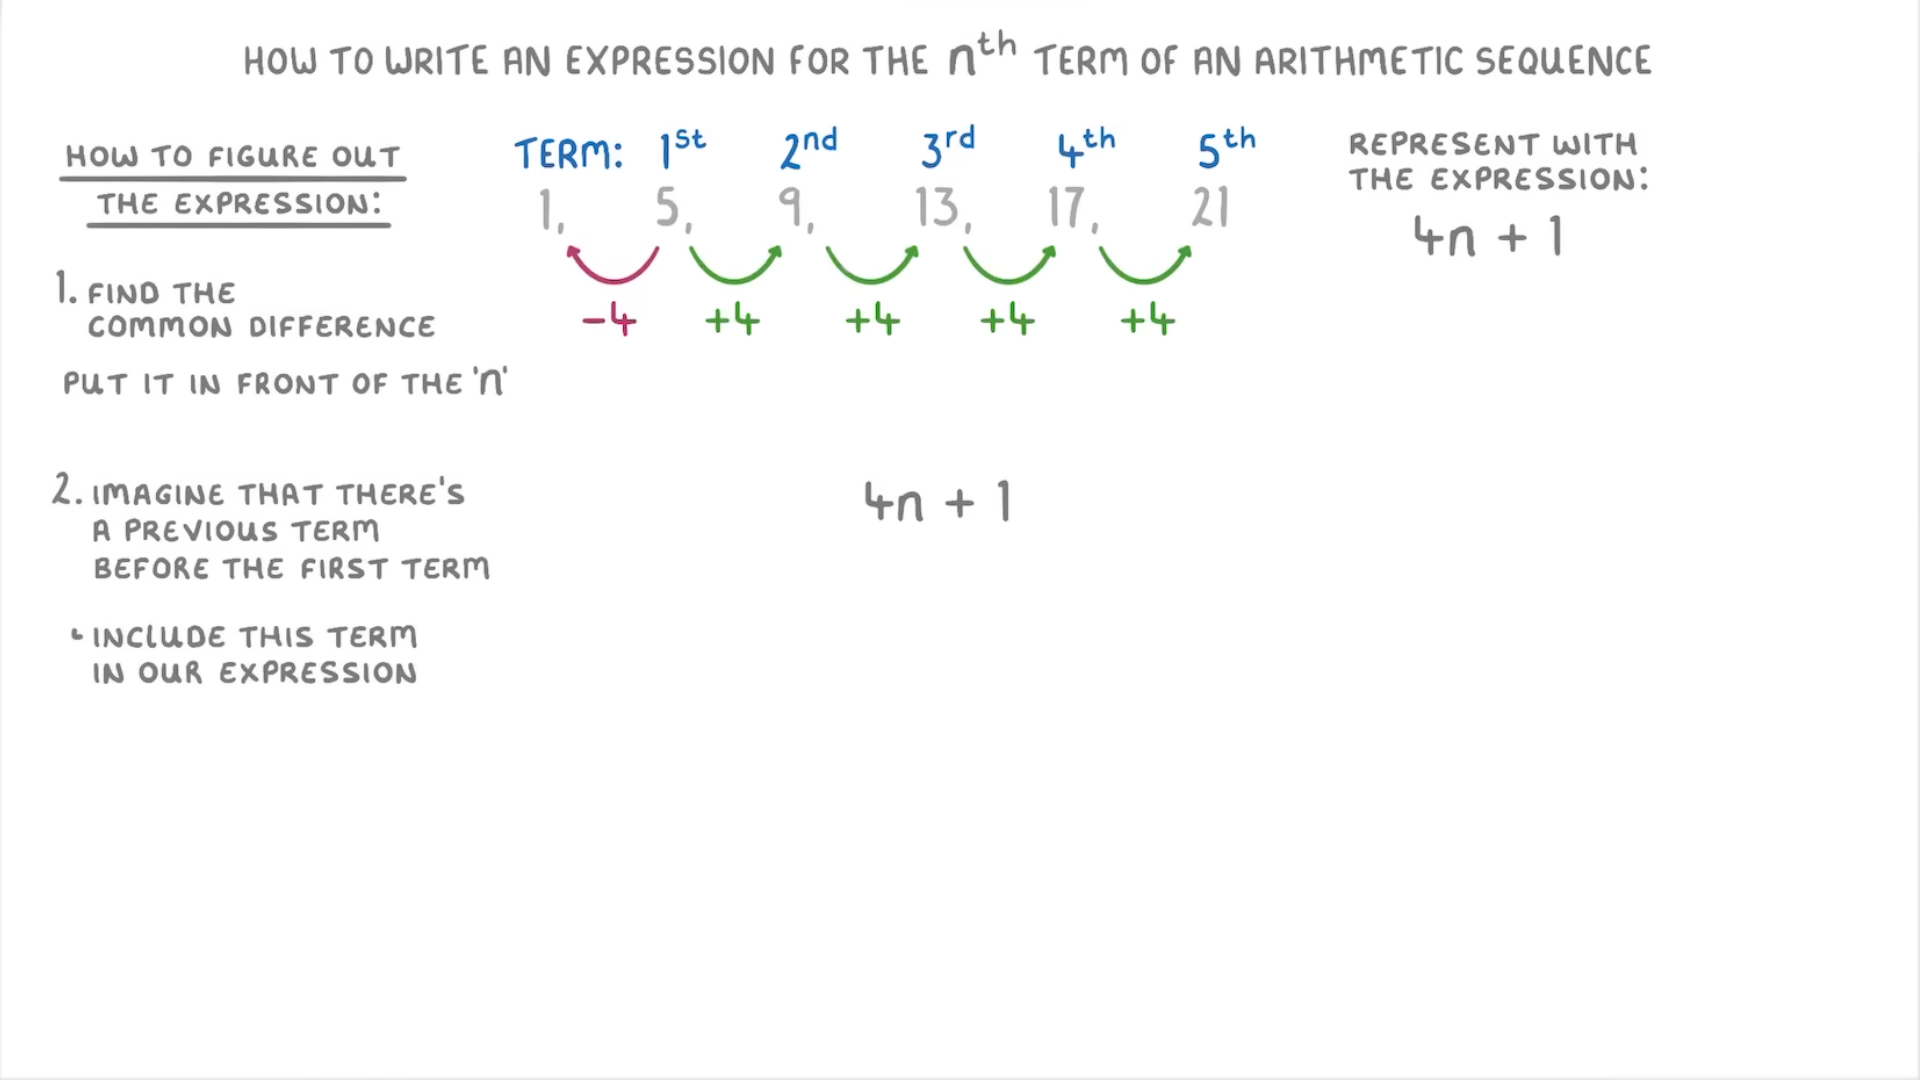 HOW TO WRITE AN EXPRESSION FOR THE nth TERM OF AN ARITHMETIC SEQUENCE
HOW TO FIGURE OUT
THE EXPRESSION:
TERM: 1st 2nd 3rd 4th 5th
1, 5, 9, 13, 17, 21
-4 +4 +4 +4 +4
REPRESENT WITH
THE EXPRESSION:
4n + 1
1. FIND THE
COMMON DIFFERENCE
PUT IT IN FRONT OF THE 'n'
2. IMAGINE THAT THERE'S
A PREVIOUS TERM
BEFORE THE FIRST TERM
INCLUDE THIS TERM
IN OUR EXPRESSION
4n + 1